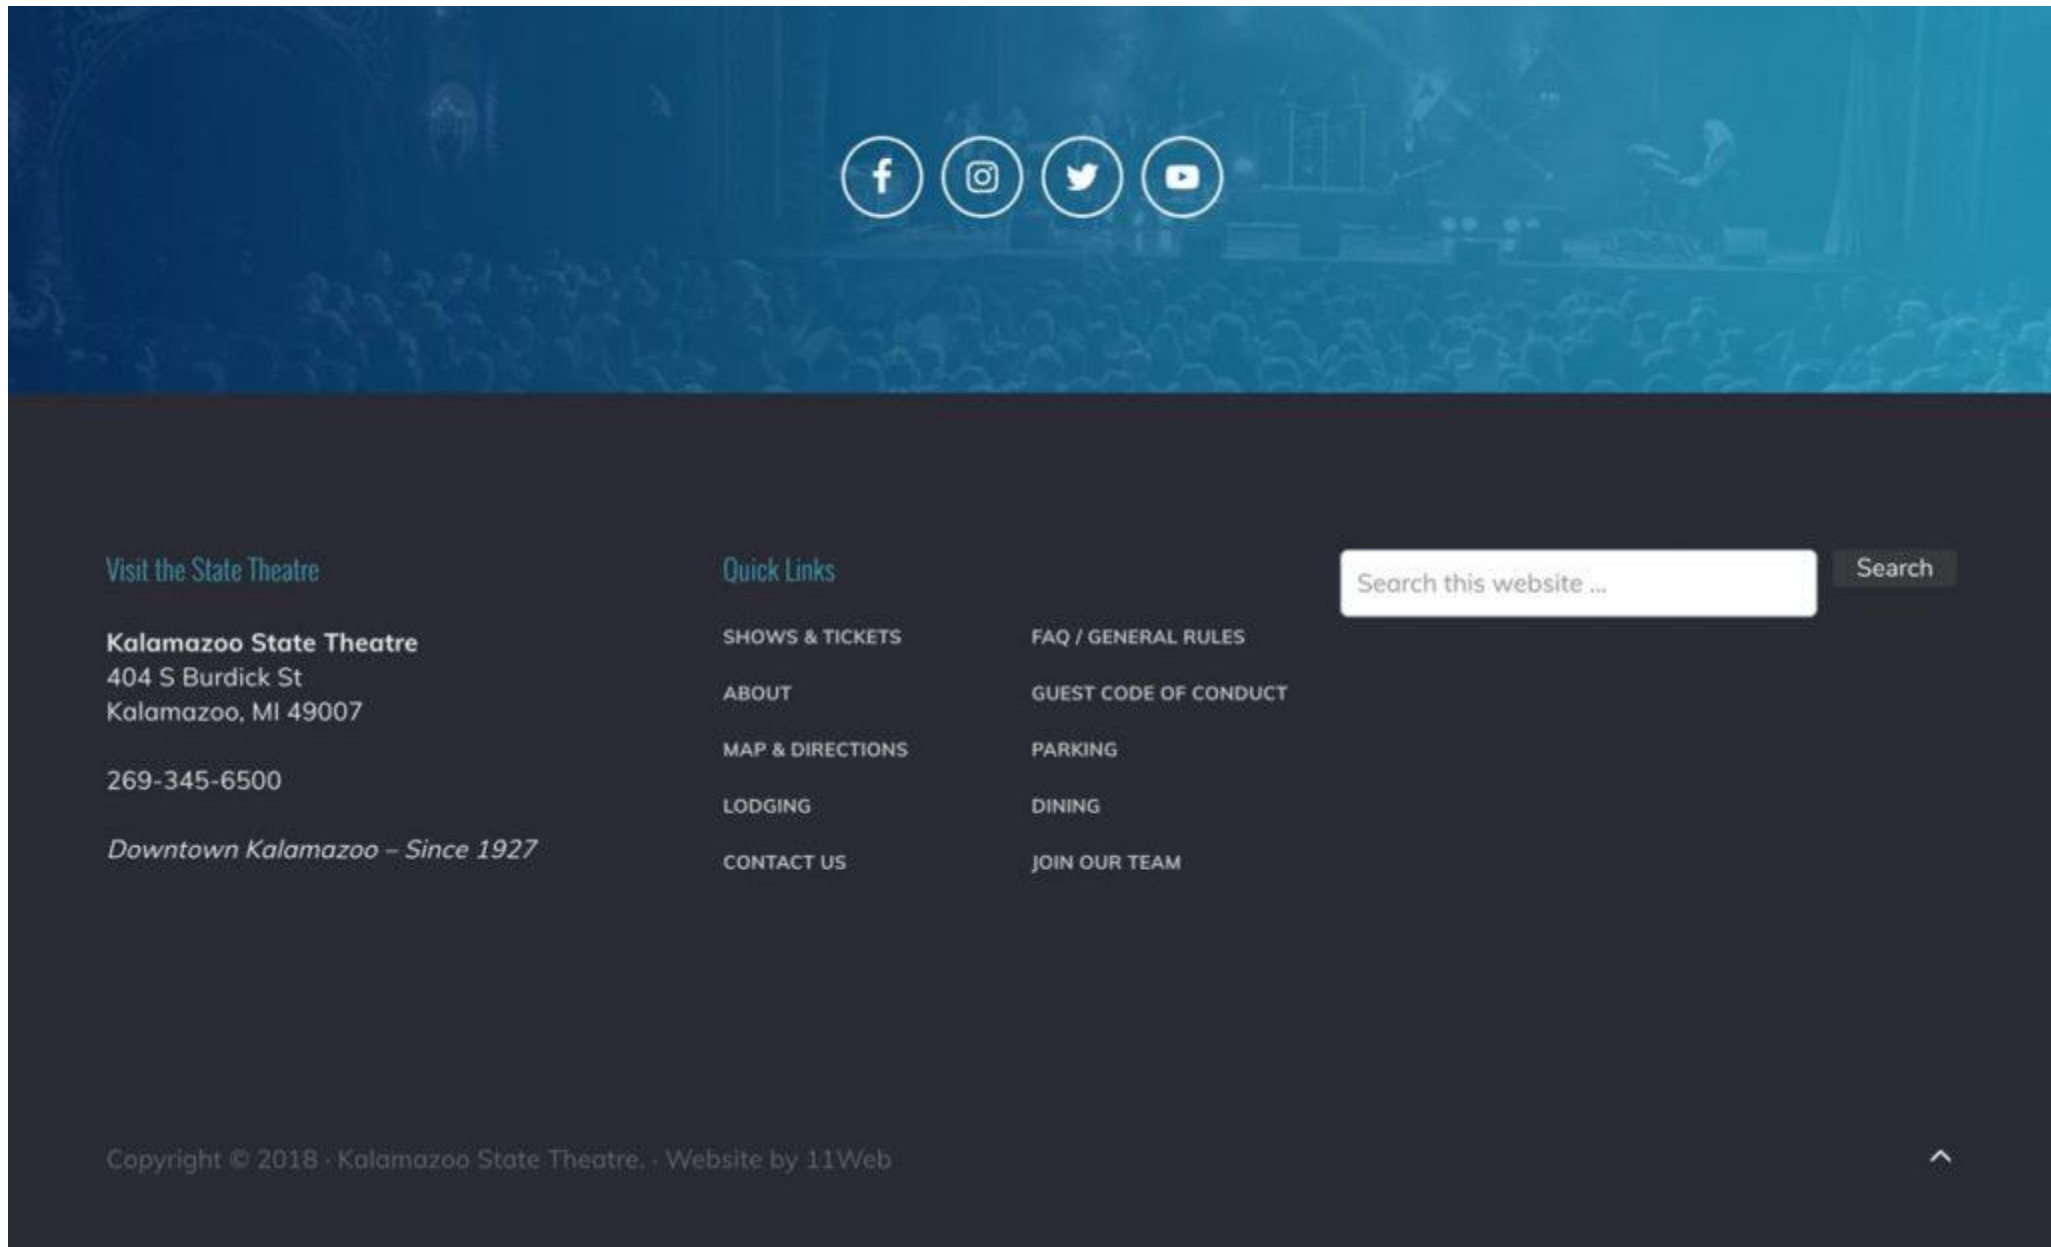 Visit the State Theatre
Kalamazoo State Theatre
404 S Burdick St
Kalamazoo, MI 49007
269-345-6500
Downtown Kalamazoo – Since 1927
Quick Links
SHOWS & TICKETS
ABOUT
MAP & DIRECTIONS
LODGING
CONTACT US
FAQ / GENERAL RULES
GUEST CODE OF CONDUCT
PARKING
DINING
JOIN OUR TEAM
Search this website ...
Search
Copyright © 2018 · Kalamazoo State Theatre. · Website by 11Web